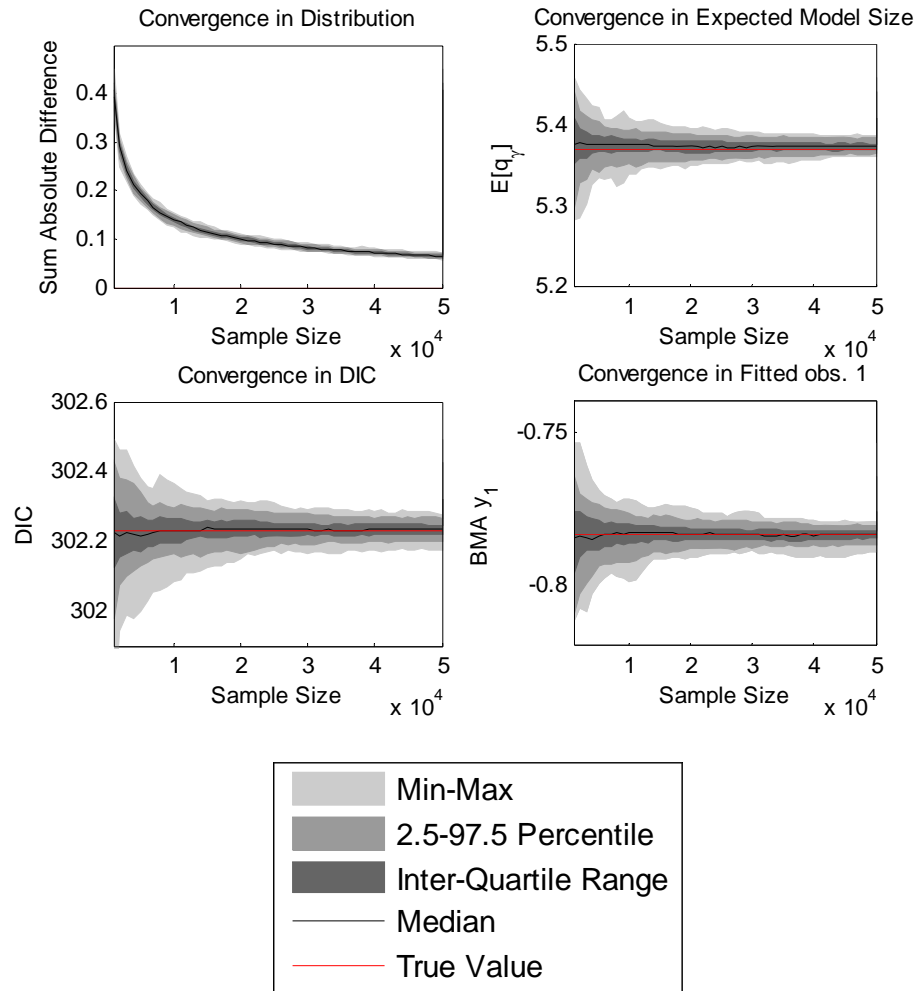 Convergence in Distribution
Sum Absolute Difference
0.4
0.3
0.2
0.1
0
1 2 3 4 5
Sample Size
x 10^4
Convergence in Expected Model Size
E[q_γ]
5.5
5.4
5.3
5.2
1 2 3 4 5
Sample Size
x 10^4
Convergence in DIC
DIC
302.6
302.4
302.2
302
1 2 3 4 5
Sample Size
x 10^4
Convergence in Fitted obs. 1
BMA y_1
-0.75
-0.8
1 2 3 4 5
Sample Size
x 10^4
Min-Max
2.5-97.5 Percentile
Inter-Quartile Range
Median
True Value